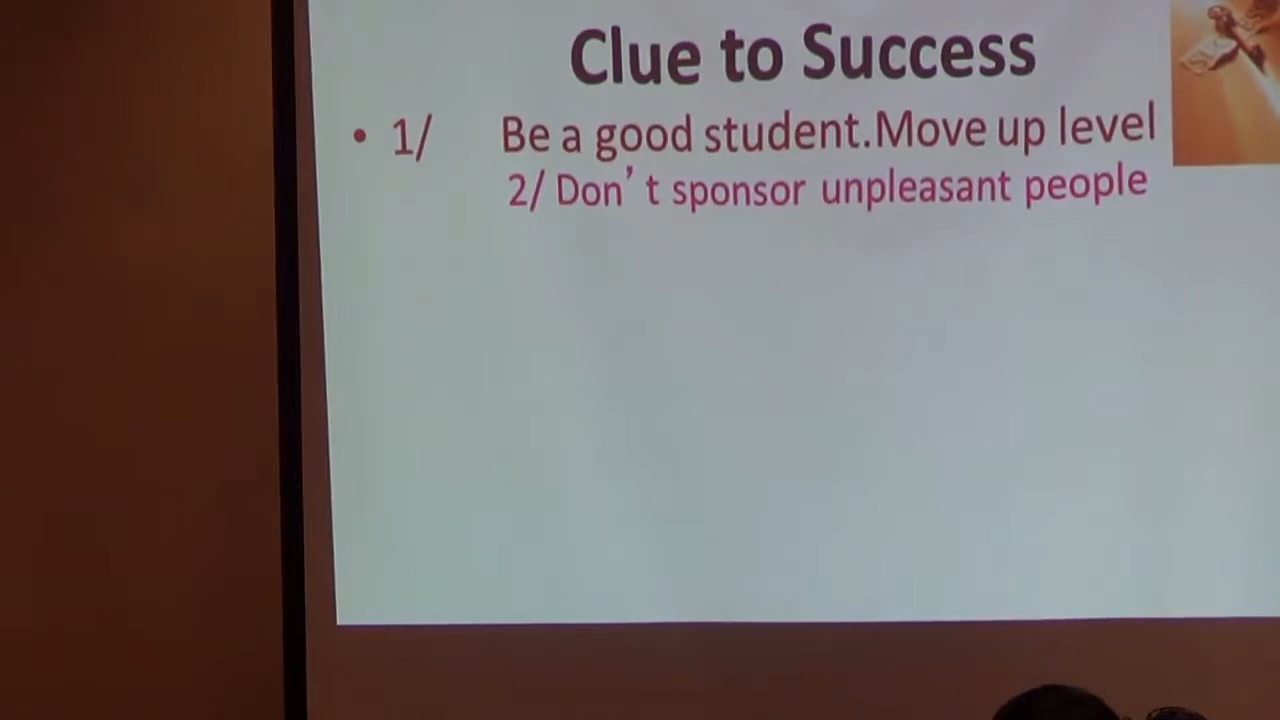 Clue to Success
• 1/ Be a good student.Move up level
2/ Don’t sponsor unpleasant people